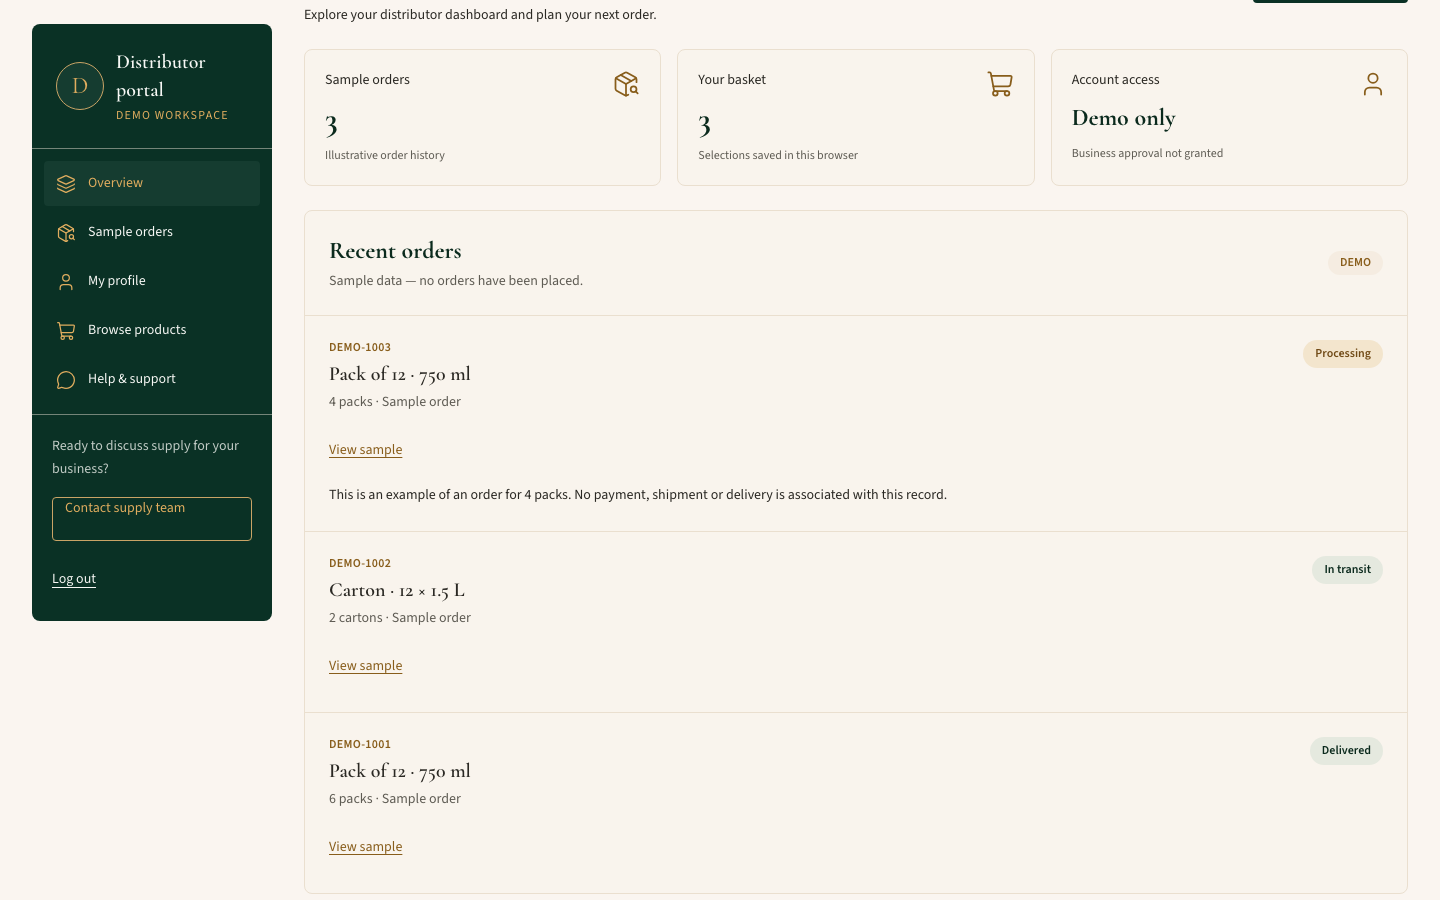 Distributor
portal
DEMO WORKSPACE
D
Overview
Sample orders
My profile
Browse products
Help & support
Ready to discuss supply for your
business?
Contact supply team
Log out
Explore your distributor dashboard and plan your next order.
Sample orders
3
Illustrative order history
Your basket
3
Selections saved in this browser
Account access
Demo only
Business approval not granted
Recent orders
Sample data — no orders have been placed.
DEMO
DEMO-1003
Pack of 12 · 750 ml
4 packs · Sample order
Processing
View sample
This is an example of an order for 4 packs. No payment, shipment or delivery is associated with this record.
DEMO-1002
Carton · 12 × 1.5 L
2 cartons · Sample order
In transit
View sample
DEMO-1001
Pack of 12 · 750 ml
6 packs · Sample order
Delivered
View sample